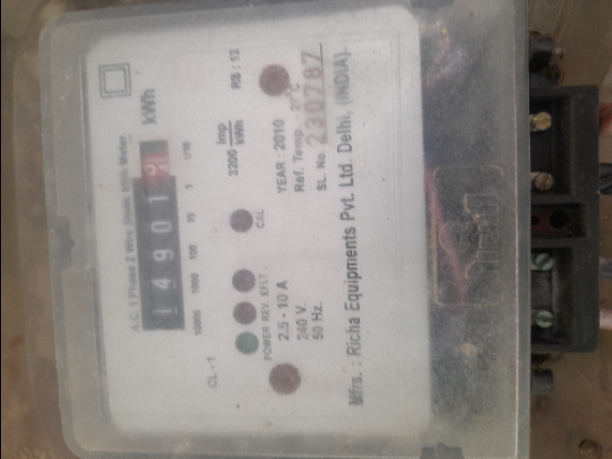 A.C. 1 Phase 2 Wire Static kWh Meter.
1 4 9 0 1 9 kWh
10000 1000 100 10 1 1/10
CL - 1
3200 Imp/kWh
RS : 13
CAL
POWER REV. EFLT
2.5 - 10 A
YEAR : 2010
240 V.
Ref. Temp. 27°C
50 Hz.
SL. No. 230787
Mfrs. : Richa Equipments Pvt. Ltd. Delhi, (INDIA).